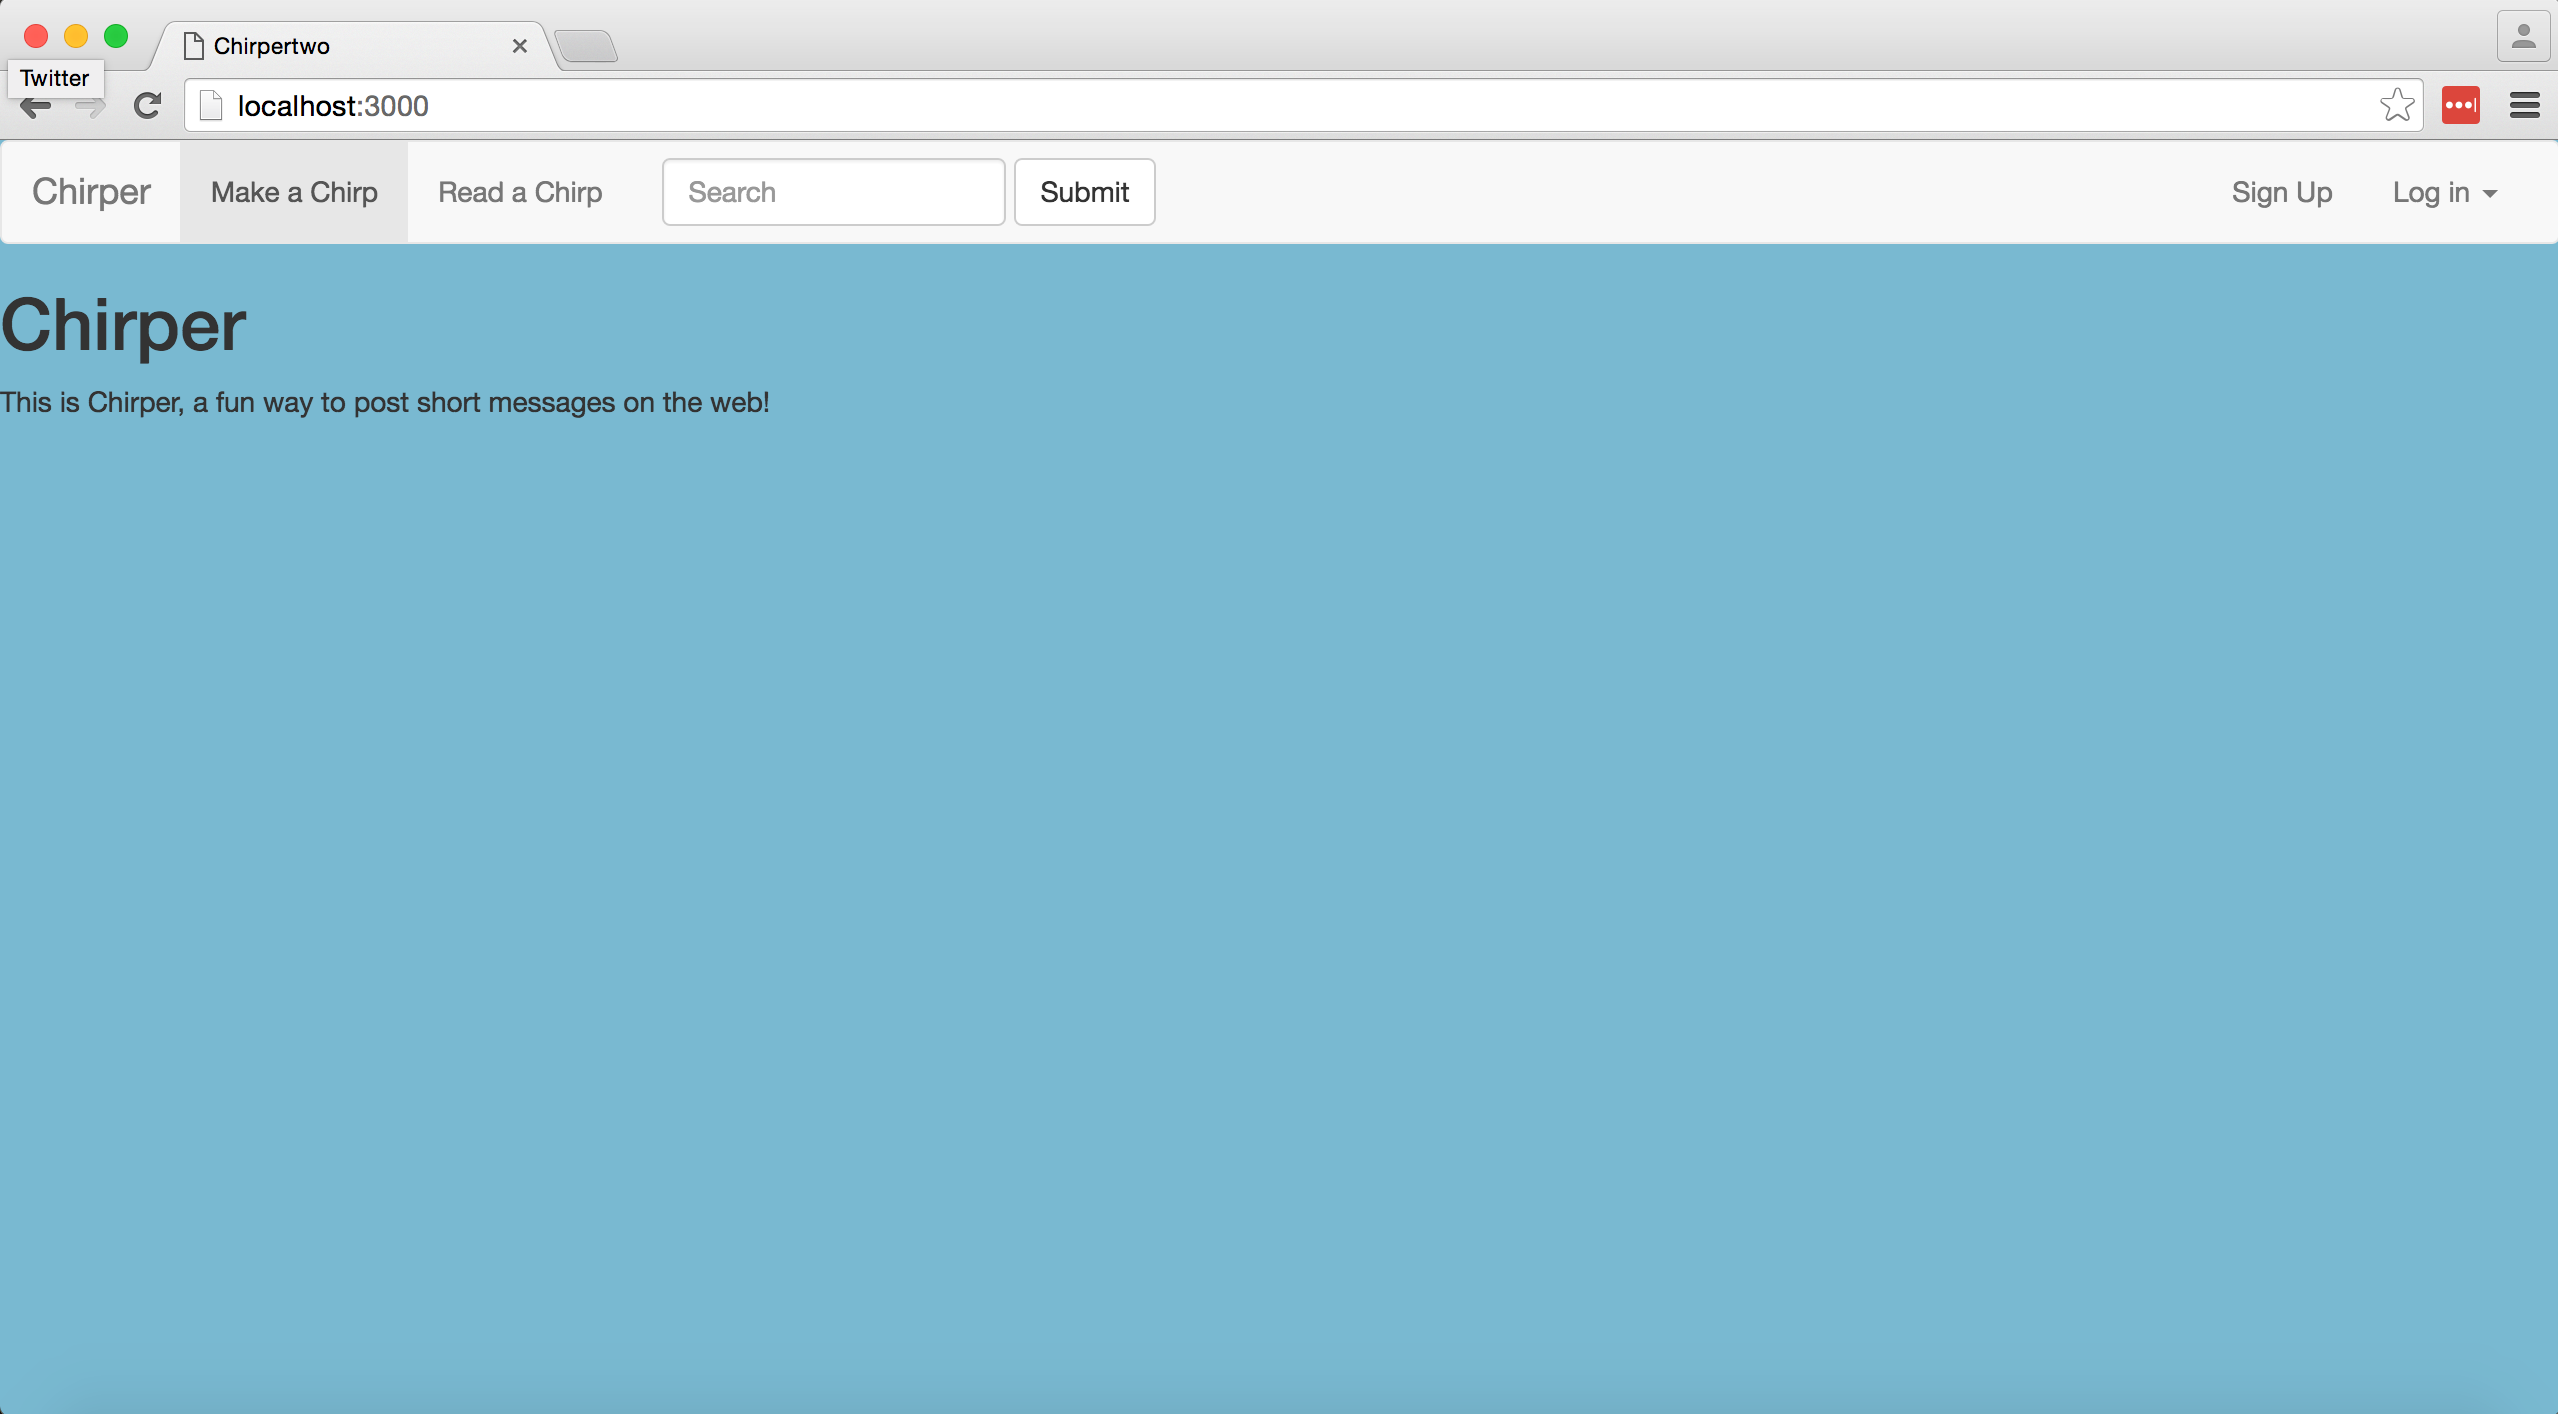 Chirpertwo
Twitter
localhost:3000
Chirper Make a Chirp Read a Chirp Search Submit Sign Up Log in
Chirper
This is Chirper, a fun way to post short messages on the web!